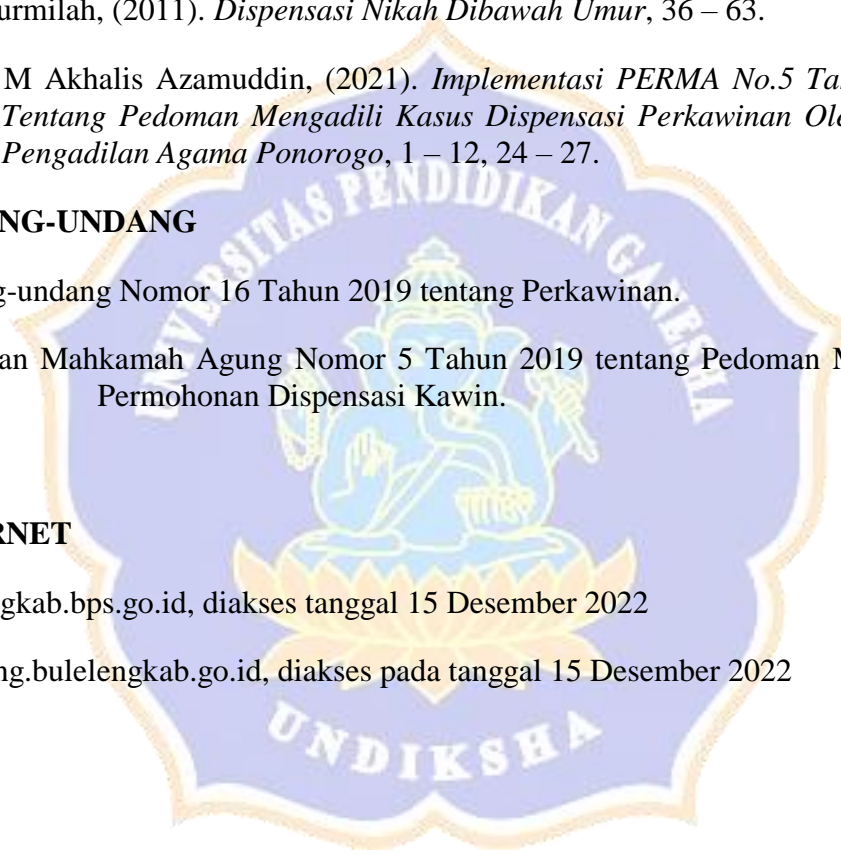 urmilah, (2011). Dispensasi Nikah Dibawah Umur, 36 – 63.
M Akhalis Azamuddin, (2021). Implementasi PERMA No.5 Ta
Tentang Pedoman Mengadili Kasus Dispensasi Perkawinan Ole
Pengadilan Agama Ponorogo, 1 – 12, 24 – 27.
NG-UNDANG
g-undang Nomor 16 Tahun 2019 tentang Perkawinan.
an Mahkamah Agung Nomor 5 Tahun 2019 tentang Pedoman M
Permohonan Dispensasi Kawin.
RNET
gkab.bps.go.id, diakses tanggal 15 Desember 2022
ng.bulelengkab.go.id, diakses pada tanggal 15 Desember 2022
UNIVERSITAS PENDIDIKAN GANESHA
UNDIKSHA